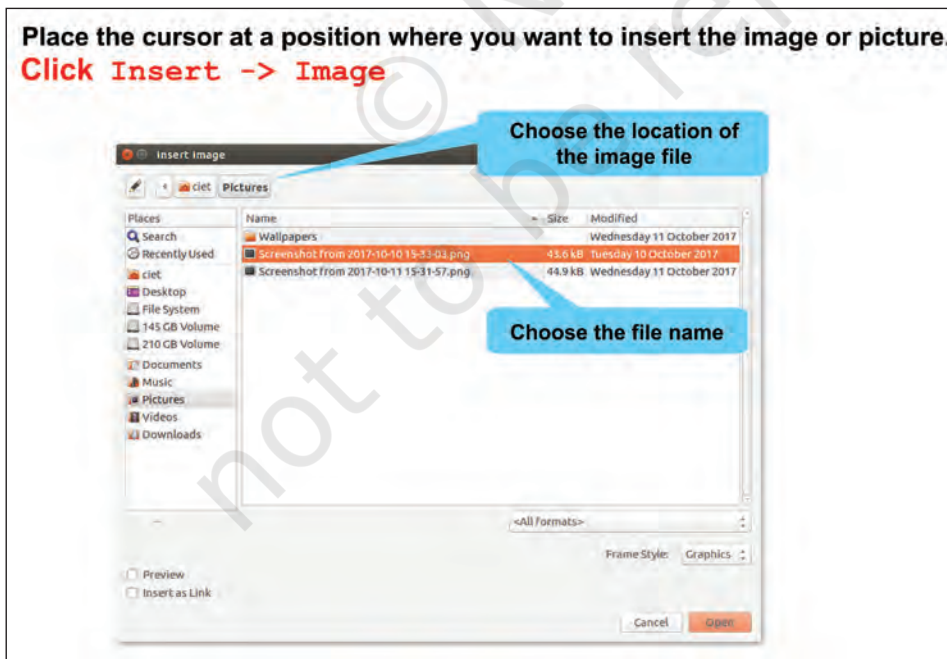 Place the cursor at a position where you want to insert the image or picture.
Click Insert -> Image
Choose the location of
the image file
Insert image
ciet Pictures
Places Name Size Modified
Search Wallpapers Wednesday 11 October 2017
Recently Used Screenshot from 2017-10-10 15-33-03.png 43.6 kB Tuesday 10 October 2017
ciet Screenshot from 2017-10-11 15-31-57.png 44.9 kB Wednesday 11 October 2017
Desktop
File System
145 GB Volume
210 GB Volume
Choose the file name
Documents
Music
Pictures
Videos
Downloads
<All formats>
Frame Style: Graphics
Preview
Insert as Link
Cancel Open
© N
not to be re